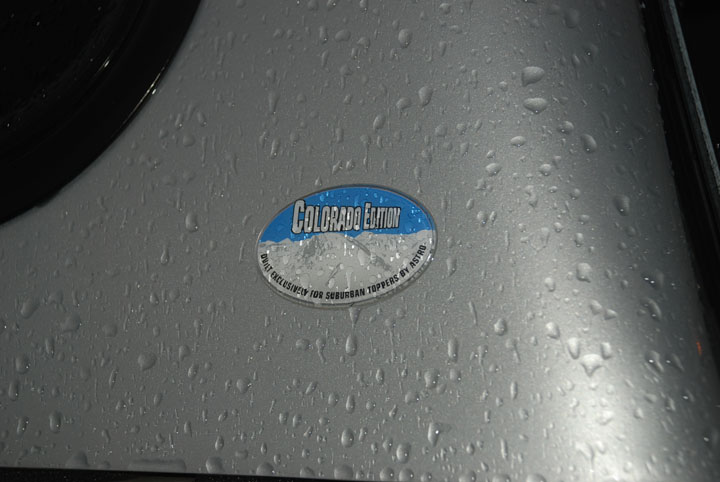 COLORADO EDITION
BUILT EXCLUSIVELY FOR SUBURBAN TOPPERS BY ASTRO